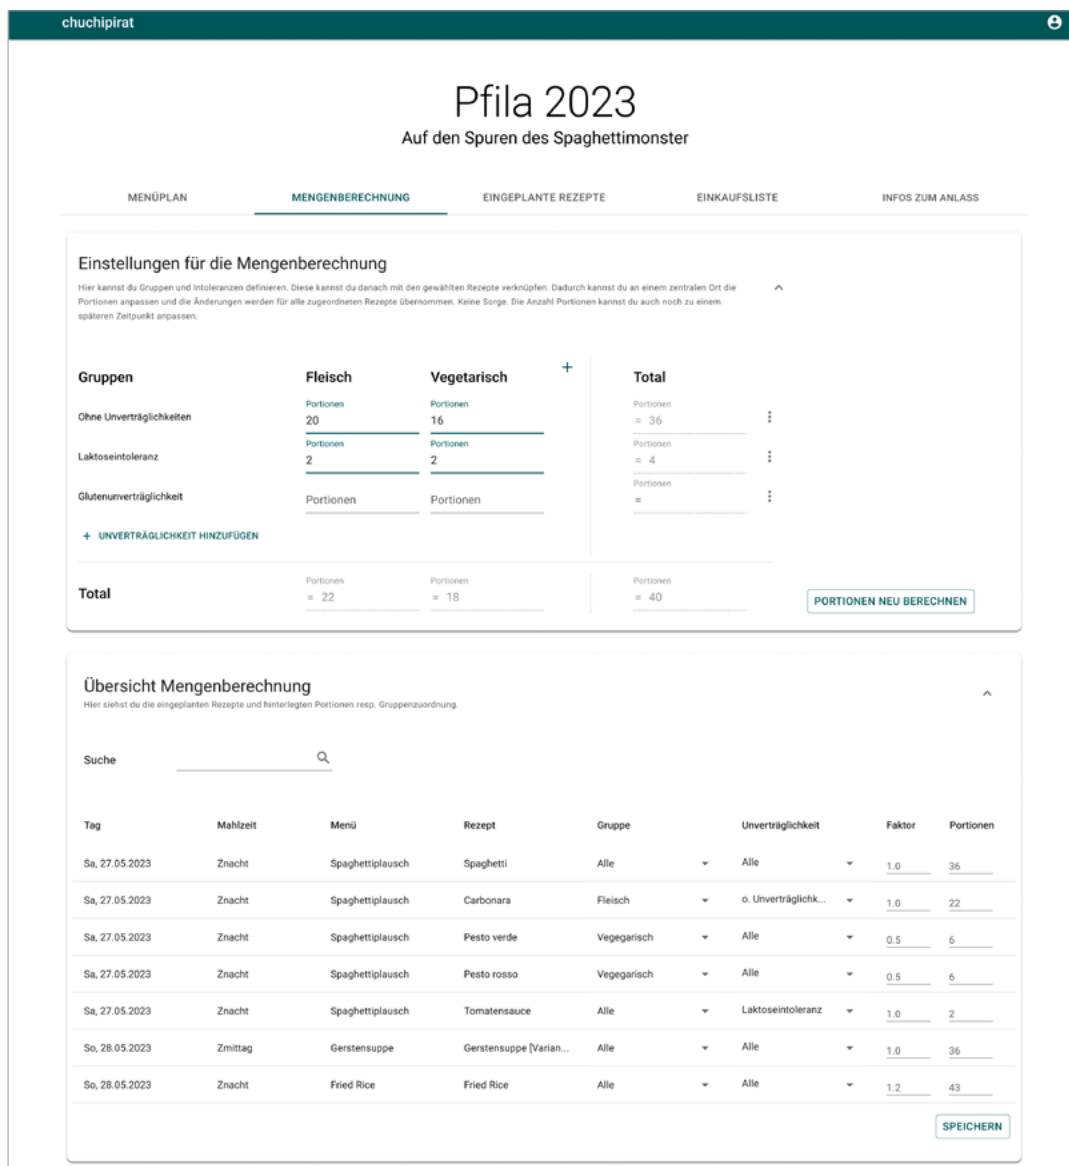 chuchipirat
Pfila 2023
Auf den Spuren des Spaghettimonster
MENÜPLAN MENGENBERECHNUNG EINGEPLANTE REZEPTE EINKAUFSLISTE INFOS ZUM ANLASS
Einstellungen für die Mengenberechnung
Hier kannst du Gruppen und Intoleranzen definieren. Diese kannst du danach mit den gewählten Rezepte verknüpfen. Dadurch kannst du an einem zentralen Ort die
Portionen anpassen und die Änderungen werden für alle zugeordneten Rezepte übernommen. Keine Sorge. Die Anzahl Portionen kannst du auch noch zu einem
späteren Zeitpunkt anpassen.
Gruppen Fleisch Vegetarisch + Total
Portionen Portionen Portionen
Ohne Unverträglichkeiten 20 16 = 36
Portionen Portionen Portionen
Laktoseintoleranz 2 2 = 4
Portionen
Glutenunverträglichkeit Portionen Portionen =
+ UNVERTRÄGLICHKEIT HINZUFÜGEN
Portionen Portionen Portionen
Total = 22 = 18 = 40
PORTIONEN NEU BERECHNEN
Übersicht Mengenberechnung
Hier siehst du die eingeplanten Rezepte und hinterlegten Portionen resp. Gruppenzuordnung.
Suche
Tag Mahlzeit Menü Rezept Gruppe Unverträglichkeit Faktor Portionen
Sa, 27.05.2023 Znacht Spaghettiplausch Spaghetti Alle Alle 1.0 36
Sa, 27.05.2023 Znacht Spaghettiplausch Carbonara Fleisch o. Unverträglichk... 1.0 22
Sa, 27.05.2023 Znacht Spaghettiplausch Pesto verde Vegegarisch Alle 0.5 6
Sa, 27.05.2023 Znacht Spaghettiplausch Pesto rosso Vegegarisch Alle 0.5 6
Sa, 27.05.2023 Znacht Spaghettiplausch Tomatensauce Alle Laktoseintoleranz 1.0 2
So, 28.05.2023 Zmittag Gerstensuppe Gerstensuppe [Varian... Alle Alle 1.0 36
So, 28.05.2023 Znacht Fried Rice Fried Rice Alle Alle 1.2 43
SPEICHERN